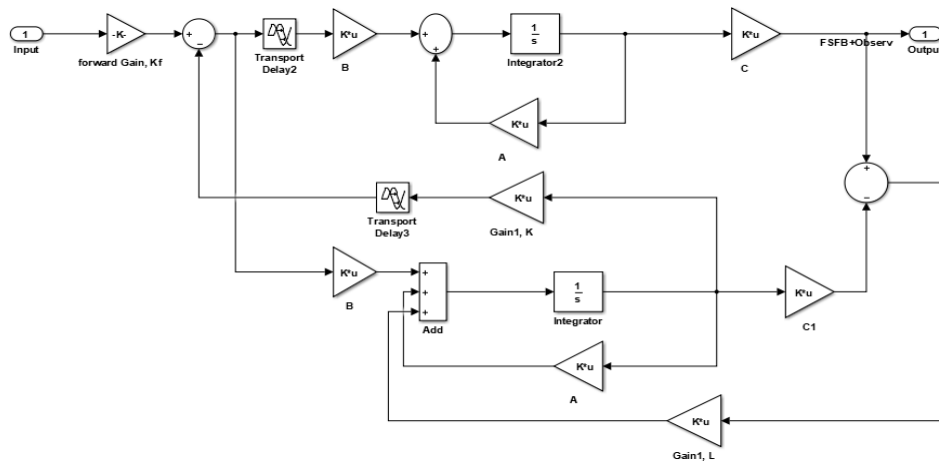 1
Input
-K-
forward Gain, Kf
+
−
Transport
Delay2
K*u
B
+
+
1
s
Integrator2
K*u
C
FSFB+Observ
1
Outpu
K*u
A
+
−
Transport
Delay3
K*u
Gain1, K
K*u
B
+
+
+
Add
1
s
Integrator
K*u
C1
K*u
A
K*u
Gain1, L